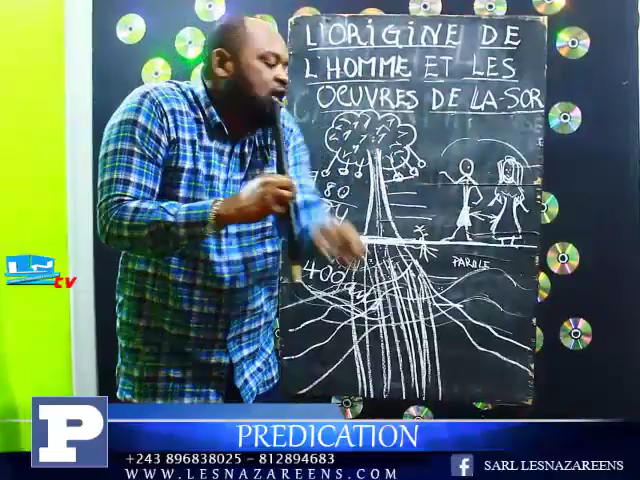 L'ORIGINE DE
L'HOMME ET LES
OEUVRES DE LA-SOR
80
400
PAROLE
tv
P
PREDICATION
+243 896838025 - 812894683
WWW.LESNAZAREENS.COM
f SARL LESNAZAREENS